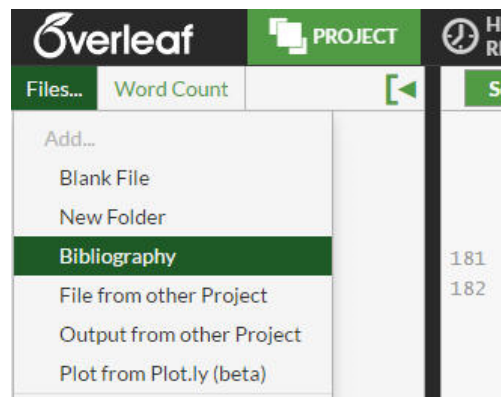 Overleaf PROJECT H
R
Files... Word Count S
Add...
Blank File
New Folder
Bibliography
181
File from other Project
182
Output from other Project
Plot from Plot.ly (beta)